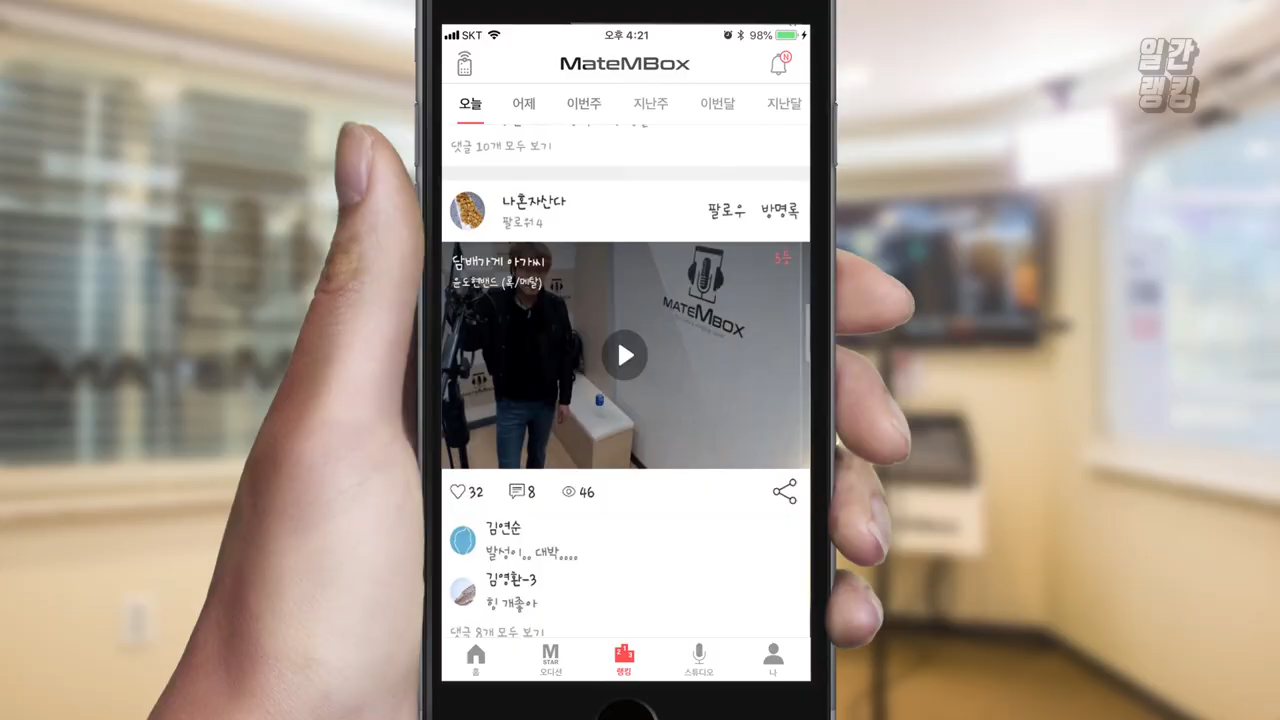 일간
랭킹
SKT 오후 4:21 98%
MateMBox N
오늘 어제 이번주 지난주 이번달 지난달
댓글 10개 모두 보기
나혼자산다
팔로워 4
팔로우 방명록
담배가게 아가씨
윤도현밴드 (록/메탈)
5등
MATEMBOX
32 8 46
김연순
발성이,, 대박,,,,
김영환-3
힝 개좋아
댓글 8개 모두 보기
홈 M STAR 오디션 1 2 3 랭킹 스튜디오 나